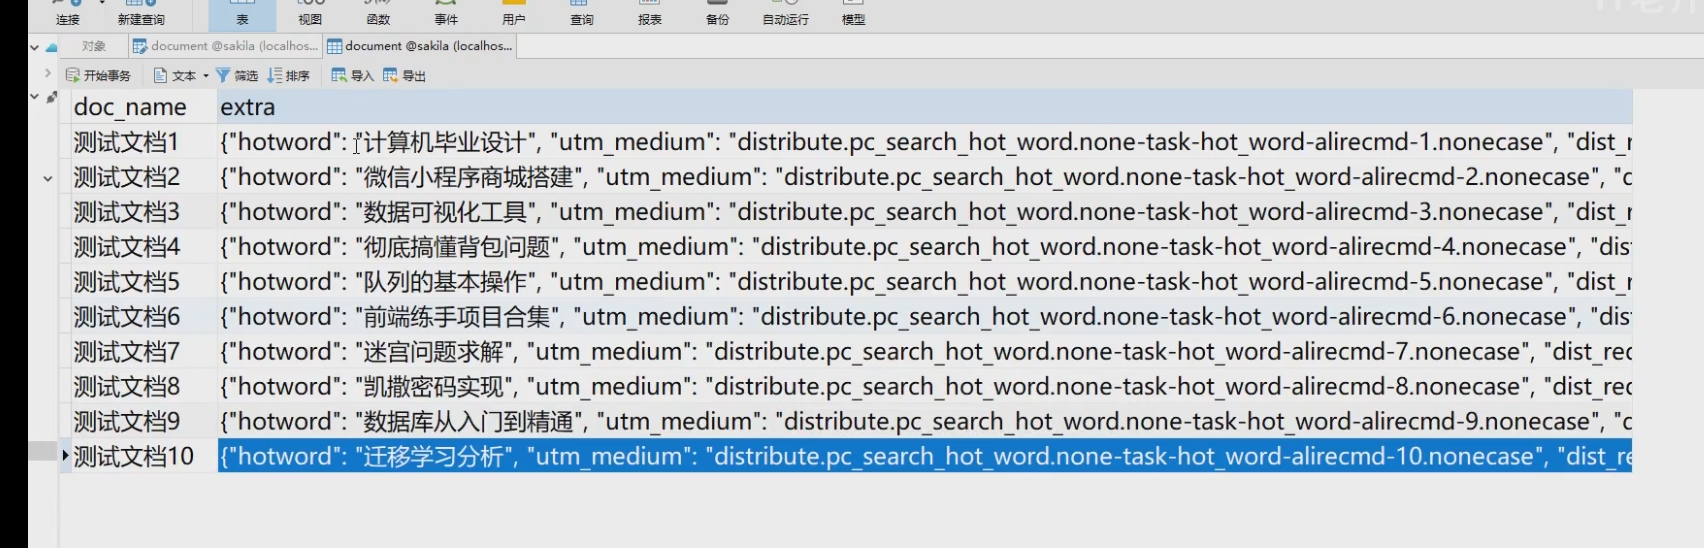 连接 新建查询 表 视图 函数 事件 用户 查询 报表 备份 自动运行 模型
对象 document @sakila (localhos... document @sakila (localhos...
开始事务 文本 筛选 排序 导入 导出
doc_name extra
测试文档1 {"hotword": "计算机毕业设计", "utm_medium": "distribute.pc_search_hot_word.none-task-hot_word-alirecmd-1.nonecase", "dist_r
测试文档2 {"hotword": "微信小程序商城搭建", "utm_medium": "distribute.pc_search_hot_word.none-task-hot_word-alirecmd-2.nonecase", "d
测试文档3 {"hotword": "数据可视化工具", "utm_medium": "distribute.pc_search_hot_word.none-task-hot_word-alirecmd-3.nonecase", "dist_r
测试文档4 {"hotword": "彻底搞懂背包问题", "utm_medium": "distribute.pc_search_hot_word.none-task-hot_word-alirecmd-4.nonecase", "dis
测试文档5 {"hotword": "队列的基本操作", "utm_medium": "distribute.pc_search_hot_word.none-task-hot_word-alirecmd-5.nonecase", "dist_r
测试文档6 {"hotword": "前端练手项目合集", "utm_medium": "distribute.pc_search_hot_word.none-task-hot_word-alirecmd-6.nonecase", "dis
测试文档7 {"hotword": "迷宫问题求解", "utm_medium": "distribute.pc_search_hot_word.none-task-hot_word-alirecmd-7.nonecase", "dist_rec
测试文档8 {"hotword": "凯撒密码实现", "utm_medium": "distribute.pc_search_hot_word.none-task-hot_word-alirecmd-8.nonecase", "dist_rec
测试文档9 {"hotword": "数据库从入门到精通", "utm_medium": "distribute.pc_search_hot_word.none-task-hot_word-alirecmd-9.nonecase", "d
测试文档10 {"hotword": "迁移学习分析", "utm_medium": "distribute.pc_search_hot_word.none-task-hot_word-alirecmd-10.nonecase", "dist_re